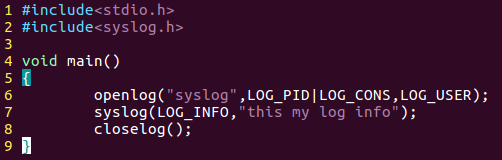 1 #include<stdio.h>
2 #include<syslog.h>
3
4 void main()
5 {
6         openlog("syslog",LOG_PID|LOG_CONS,LOG_USER);
7         syslog(LOG_INFO,"this my log info");
8         closelog();
9 }